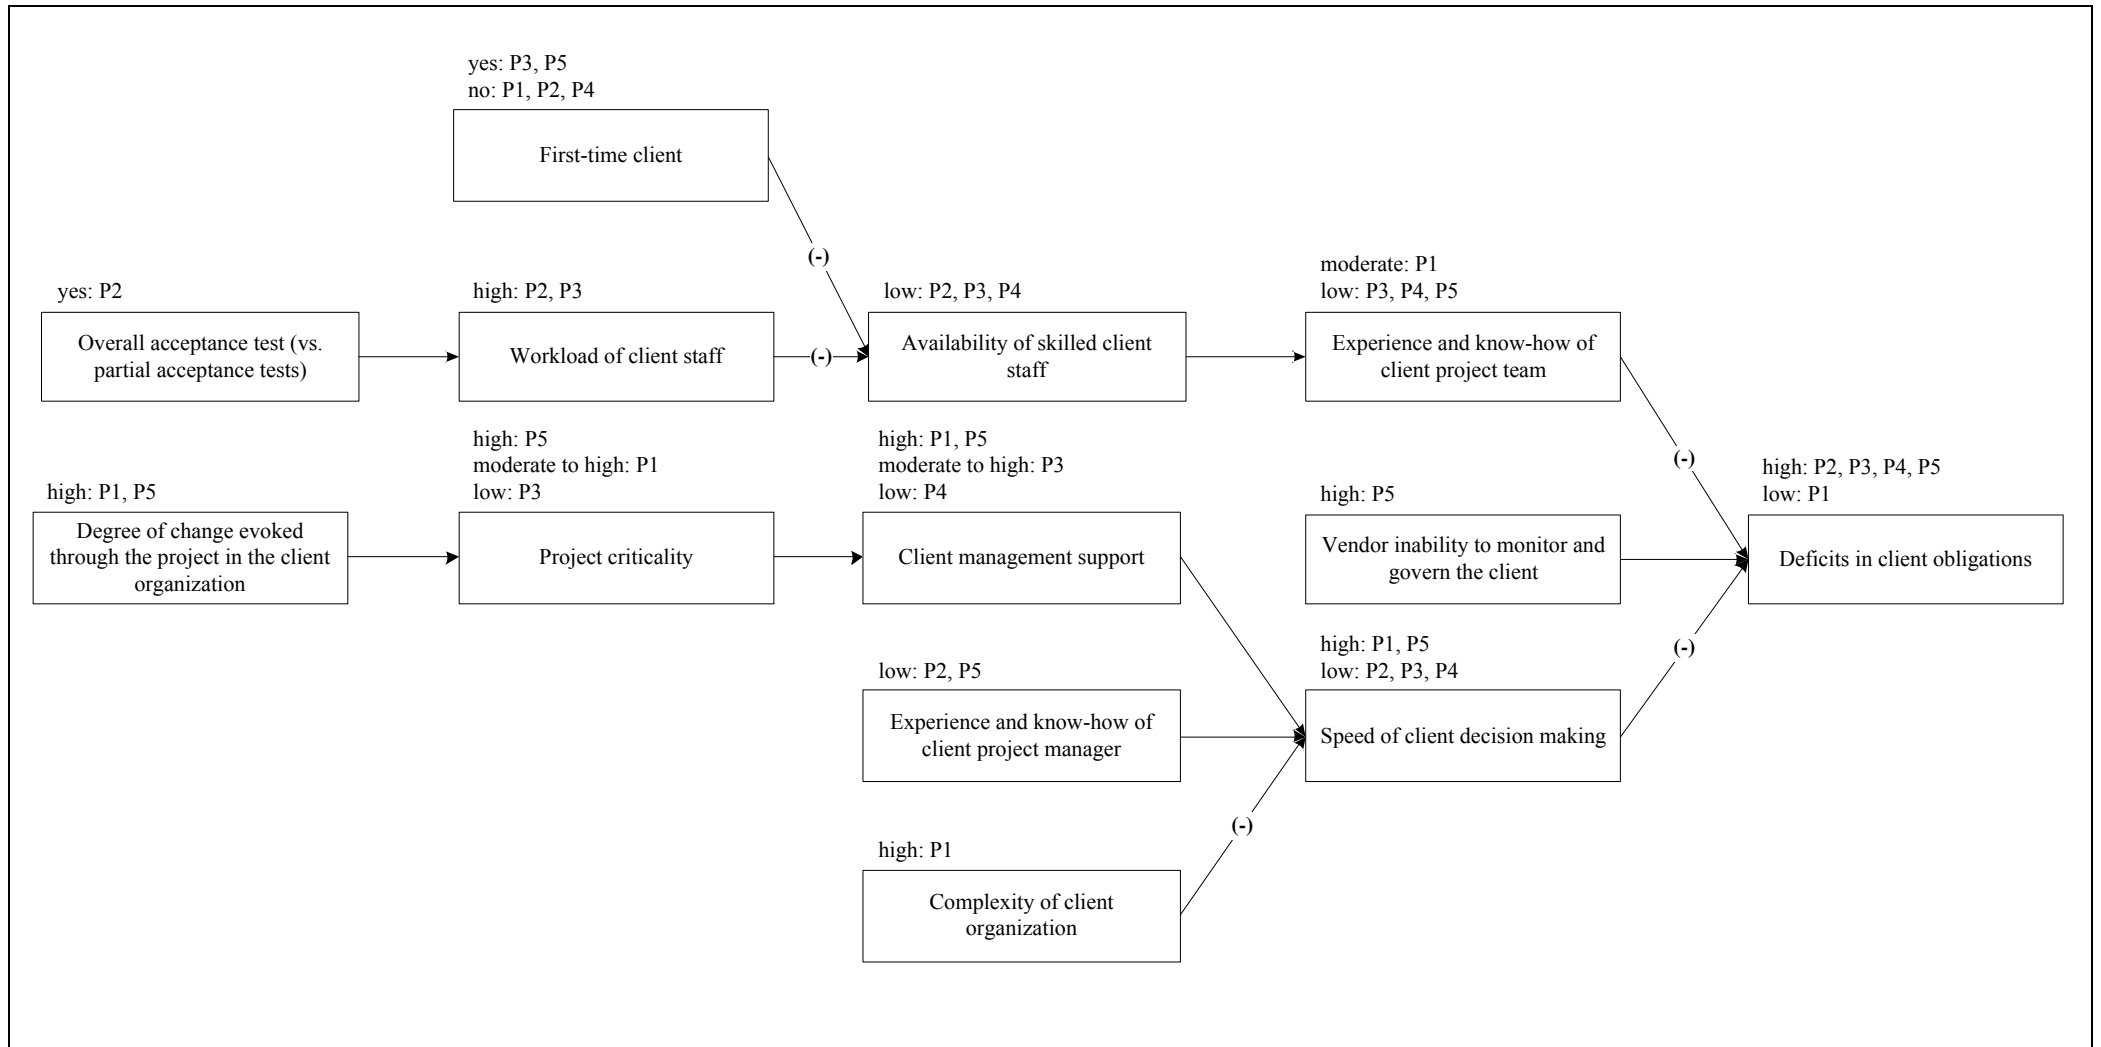 yes: P3, P5
no: P1, P2, P4
First-time client
(-)
yes: P2
Overall acceptance test (vs.
partial acceptance tests)
high: P2, P3
Workload of client staff
(-)
low: P2, P3, P4
Availability of skilled client
staff
moderate: P1
low: P3, P4, P5
Experience and know-how of
client project team
(-)
high: P1, P5
Degree of change evoked
through the project in the client
organization
high: P5
moderate to high: P1
low: P3
Project criticality
high: P1, P5
moderate to high: P3
low: P4
Client management support
high: P5
Vendor inability to monitor and
govern the client
high: P2, P3, P4, P5
low: P1
Deficits in client obligations
low: P2, P5
Experience and know-how of
client project manager
high: P1, P5
low: P2, P3, P4
Speed of client decision making
(-)
(-)
high: P1
Complexity of client
organization